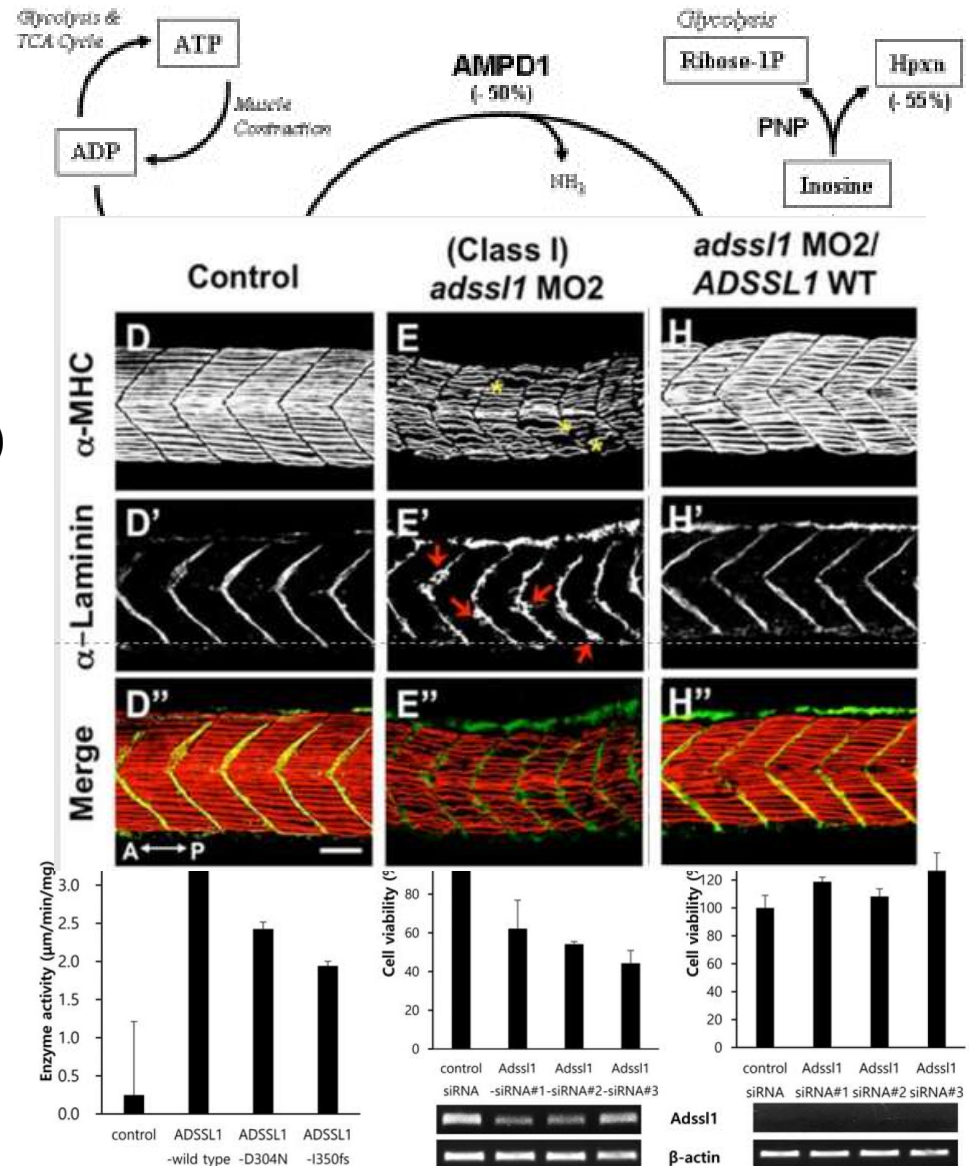 Glycolysis &
TCA Cycle
ATP
Muscle
Contraction
ADP
AMPD1
(- 50%)
NH3
Glycolysis
Ribose-1P
Hpxn
(- 55%)
PNP
Inosine
Control
(Class I)
adssl1 MO2
adssl1 MO2/
ADSSL1 WT
α-MHC
D
E
H
α-Laminin
D'
E'
H'
Merge
D''
E''
H''
A P
Enzyme activity (µm/min/mg)
3.0
2.5
2.0
1.5
1.0
0.5
0.0
control
ADSSL1
-wild type
ADSSL1
-D304N
ADSSL1
-I350fs
Cell viability (%
80
60
40
20
0
control
siRNA
Adssl1
-siRNA#1
Adssl1
-siRNA#2
Adssl1
-siRNA#3
Cell viability (%
120
100
80
60
40
20
0
control
siRNA
Adssl1
siRNA#1
Adssl1
siRNA#2
Adssl1
siRNA#3
Adssl1
β-actin